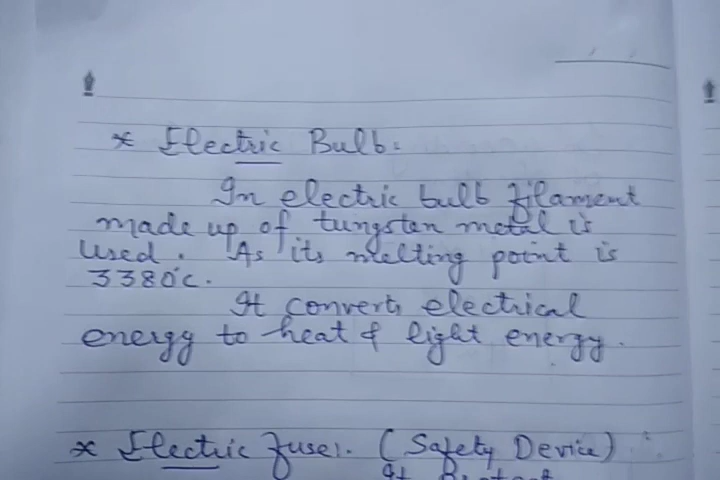 * Electric Bulb:
In electric bulb filament
made up of tungsten metal is
used. As its melting point is
3380°c.
It converts electrical
energy to heat & light energy.
* Electric fuse:- (Safety Device)
It